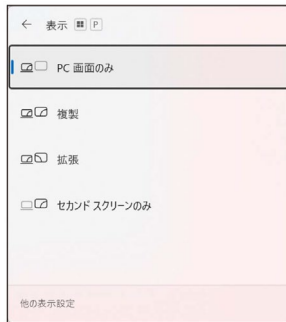 ← 表示 P
PC 画面のみ
複製
拡張
セカンド スクリーンのみ
他の表示設定